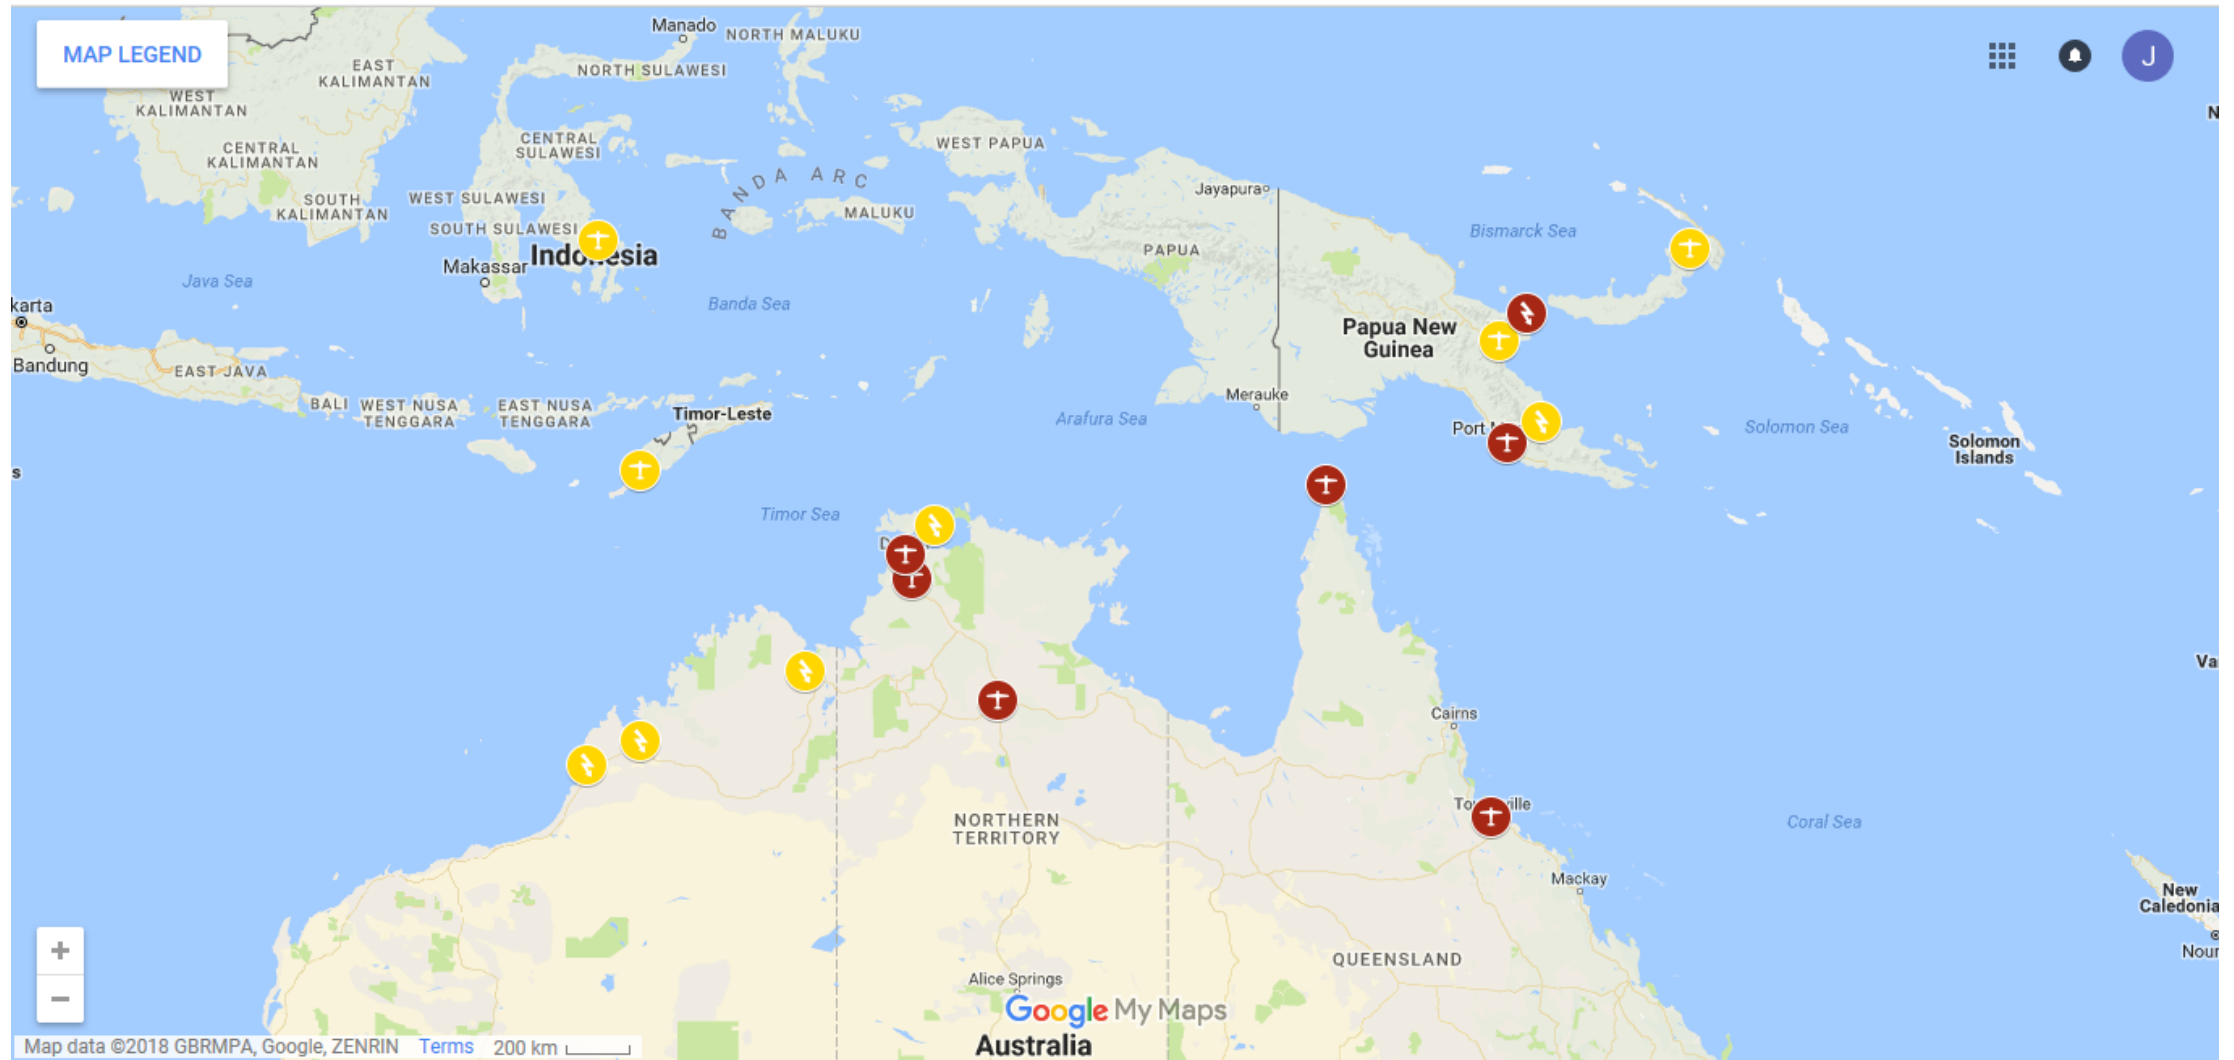 MAP LEGEND
Manado
NORTH MALUKU
EAST
KALIMANTAN
NORTH SULAWESI
J
WEST
KALIMANTAN
N
CENTRAL
KALIMANTAN
CENTRAL
SULAWESI
WEST PAPUA
BANDA ARC
Jayapura
SOUTH
KALIMANTAN
WEST SULAWESI
MALUKU
SOUTH SULAWESI
Bismarck Sea
Makassar
PAPUA
Java Sea
Banda Sea
karta
Papua New
Guinea
Bandung
EAST JAVA
Merauke
BALI
WEST NUSA
TENGGARA
EAST NUSA
TENGGARA
Timor-Leste
Arafura Sea
Port
Solomon Sea
Solomon
Islands
s
Timor Sea
Va
Cairns
NORTHERN
TERRITORY
Coral Sea
Mackay
New
Caledonia
Nour
QUEENSLAND
Alice Springs
Google My Maps
Australia
+
−
Map data ©2018 GBRMPA, Google, ZENRIN Terms 200 km